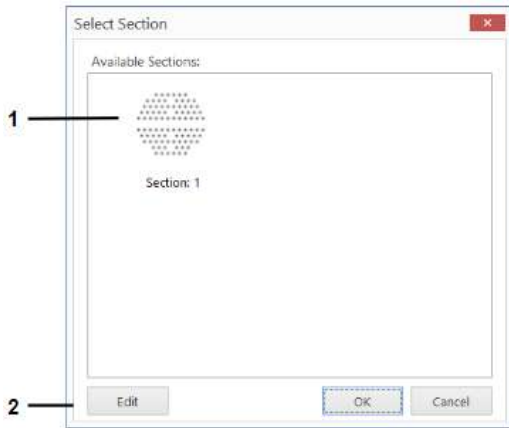 Select Section
Available Sections:
1
Section: 1
2
Edit
OK
Cancel